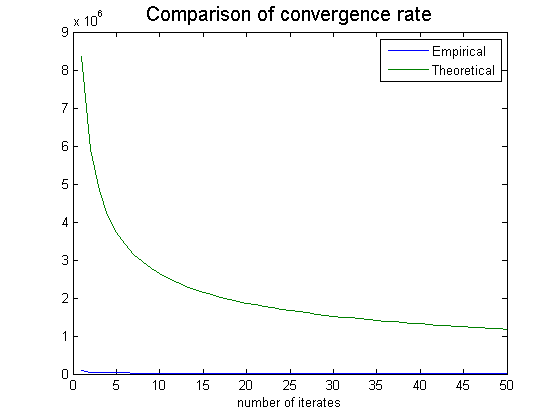 Comparison of convergence rate
x 10^6
Empirical
Theoretical
9
8
7
6
5
4
3
2
1
0
0 5 10 15 20 25 30 35 40 45 50
number of iterates